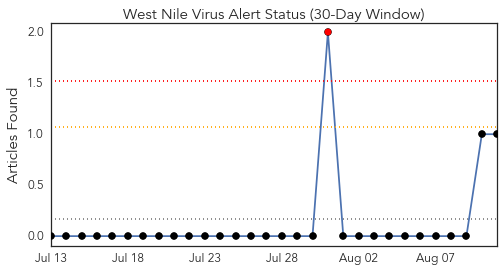 West Nile Virus Alert Status (30-Day Window)
Articles Found
2.0
1.5
1.0
0.5
0.0
Jul 13 Jul 18 Jul 23 Jul 28 Aug 02 Aug 07